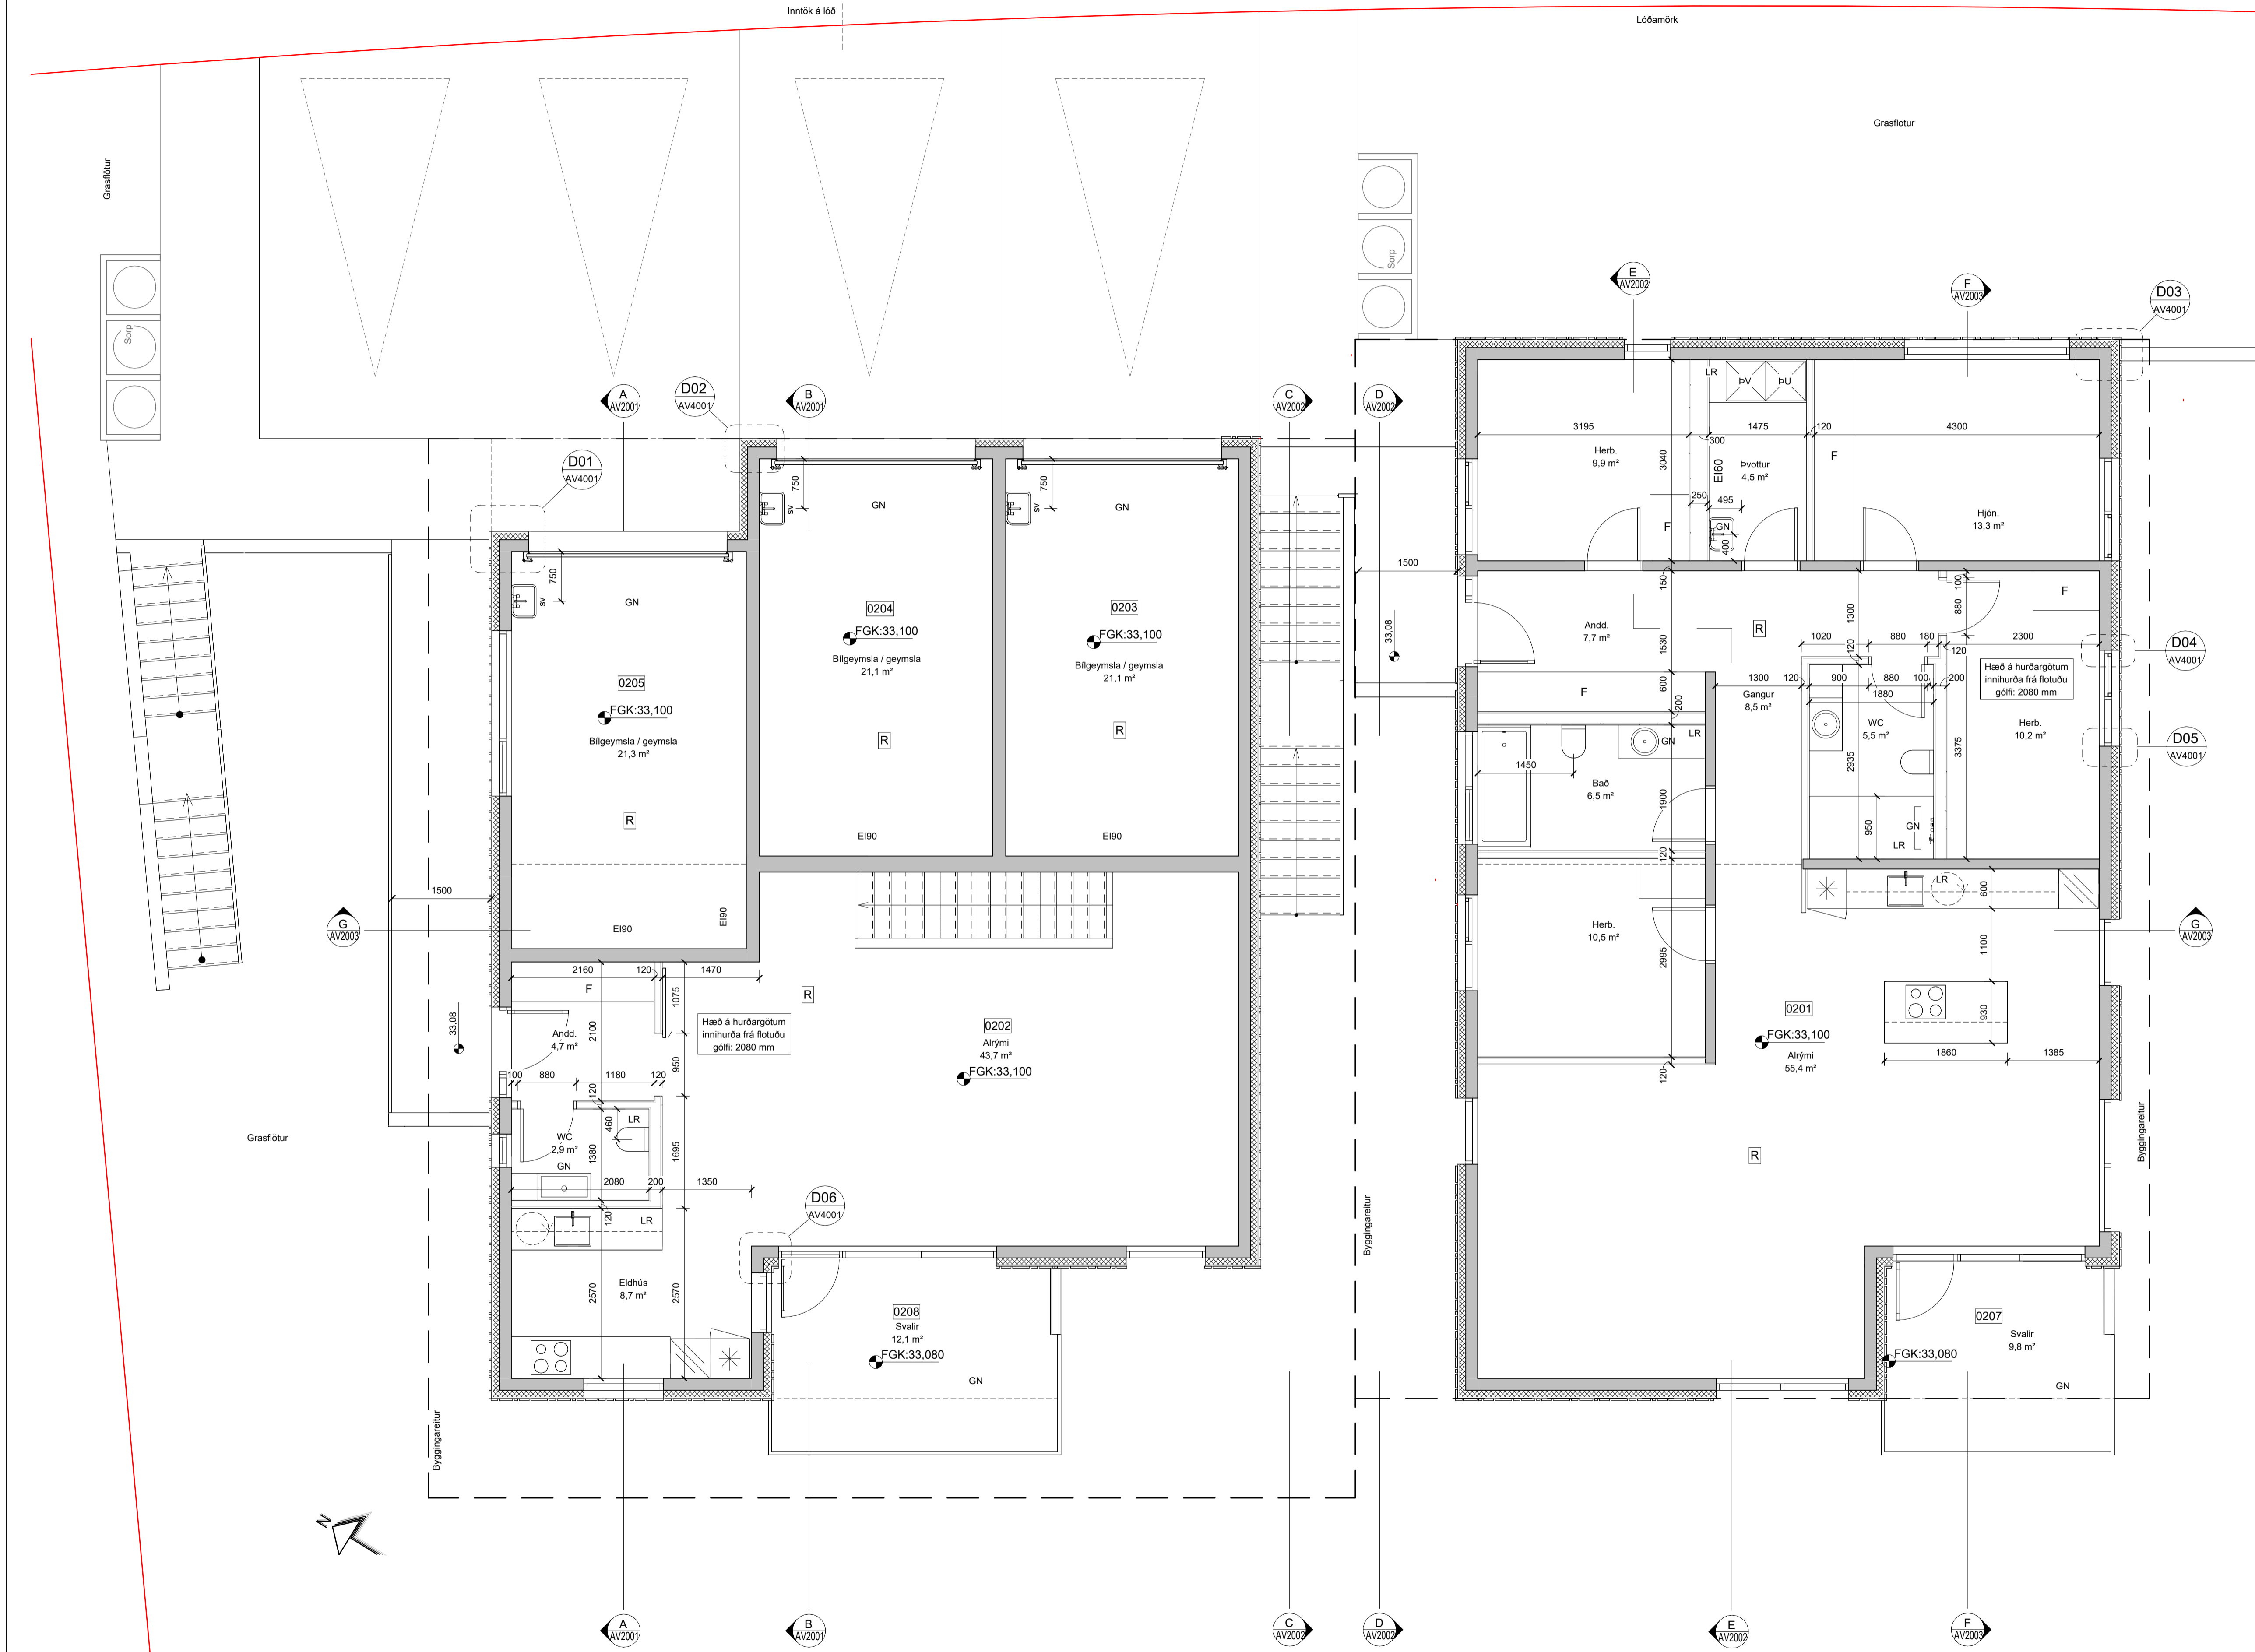 Inntök á lóð
Lóðamörk
Grasflötur
Grasflötur
Sorp
Sorp
E
AV2002
F
AV2003
D03
AV4001
A
AV2001
D02
AV4001
B
AV2001
C
AV2002
D
AV2002
D01
AV4001
LR
ÞV
ÞU
3195
300
1475
120
4300
Herb.
9,9 m²
3040
EI60
Þvottur
4,5 m²
F
250
495
F
GN
400
Hjón.
13,3 m²
750
sv
GN
750
sv
GN
750
sv
GN
1500
33,08
150
0204
FGK:33,100
Bílgeymsla / geymsla
21,1 m²
R
EI90
0203
FGK:33,100
Bílgeymsla / geymsla
21,1 m²
R
EI90
0205
FGK:33,100
Bílgeymsla / geymsla
21,3 m²
R
EI90
EI90
Andd.
7,7 m²
1530
R
1300
120
100
880
F
1020
880
180
120
2300
D04
AV4001
Hæð á hurðargötum
innihurða frá flotuðu
gólfi: 2080 mm
F
600
200
1300
120
900
880
100
200
1880
Gangur
8,5 m²
WC
5,5 m²
Herb.
10,2 m²
D05
AV4001
2935
3375
1450
GN
LR
Bað
6,5 m²
1900
120
950
GN
LR
LR
600
1500
G
AV2003
G
AV2003
Herb.
10,5 m²
2995
120
1100
930
1860
1385
0201
FGK:33,100
Alrými
55,4 m²
R
2160
120
1470
F
1075
R
33,08
Andd.
4,7 m²
2100
950
Hæð á hurðargötum
innihurða frá flotuðu
gólfi: 2080 mm
0202
Alrými
43,7 m²
FGK:33,100
100
880
1180
120
120
460
LR
WC
2,9 m²
GN
1380
1695
2080
200
1350
120
LR
Grasflötur
Eldhús
8,7 m²
2570
2570
D06
AV4001
0208
Svalir
12,1 m²
FGK:33,080
GN
0207
Svalir
9,8 m²
FGK:33,080
GN
Byggingareitur
Byggingareitur
Byggingareitur
N
A
AV2001
B
AV2001
C
AV2002
D
AV2002
E
AV2002
F
AV2003